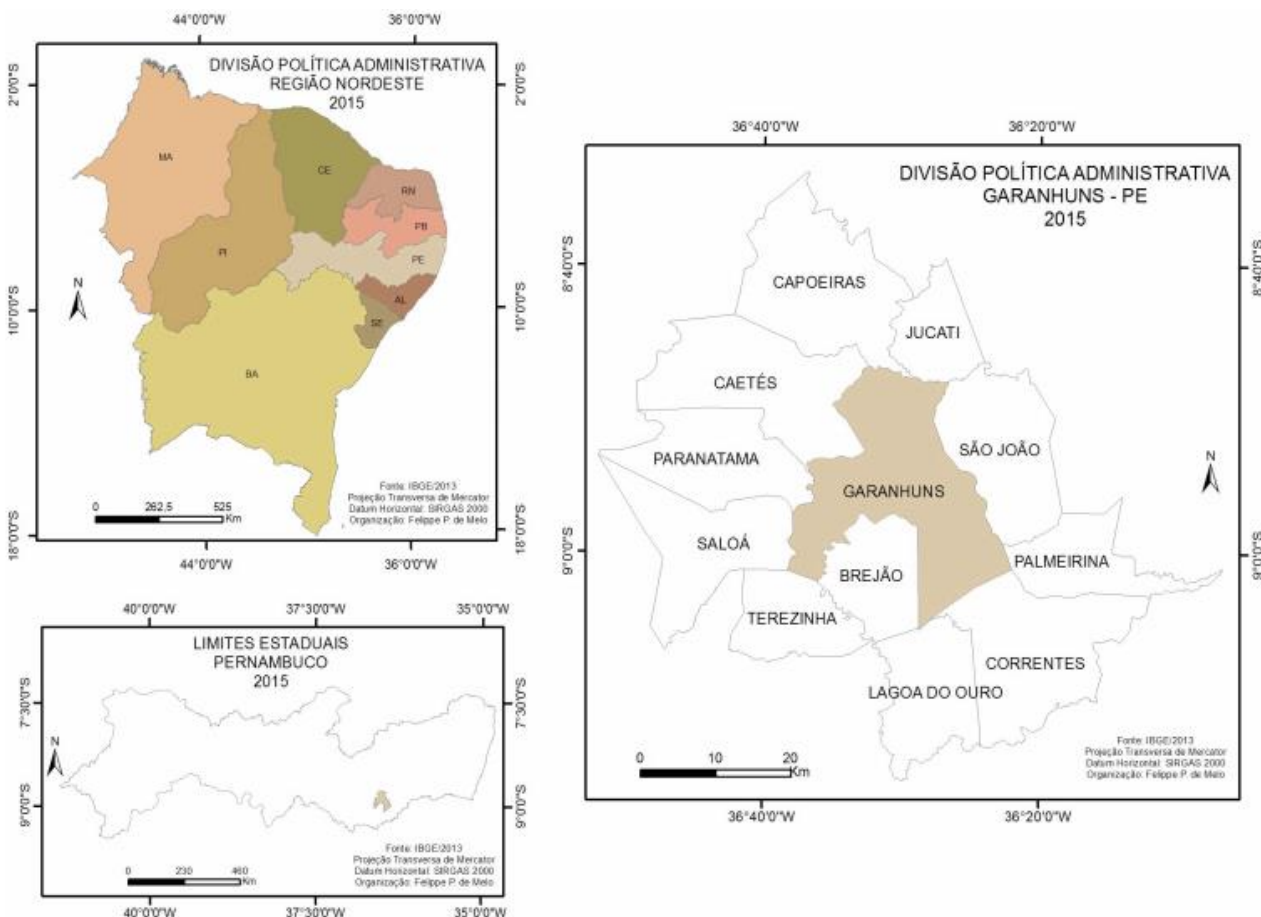 44°0'0"W
36°0'0"W
DIVISÃO POLÍTICA ADMINISTRATIVA
REGIÃO NORDESTE
2015
2°0'0"S
2°0'0"S
MA
CE
RN
PB
PI
PE
AL
SE
BA
N
10°0'0"S
10°0'0"S
Fonte: IBGE/2013
Projeção Transversa de Mercator
Datum Horizontal: SIRGAS 2000
Organização: Felippe P. de Melo
0 262,5 525
Km
18°0'0"S
18°0'0"S
44°0'0"W
36°0'0"W
40°0'0"W
37°30'0"W
35°0'0"W
LIMITES ESTADUAIS
PERNAMBUCO
2015
7°30'0"S
7°30'0"S
N
9°0'0"S
9°0'0"S
Fonte: IBGE/2013
Projeção Transversa de Mercator
Datum Horizontal: SIRGAS 2000
Organização: Felippe P. de Melo
0 230 460
Km
40°0'0"W
37°30'0"W
35°0'0"W
36°40'0"W
36°20'0"W
DIVISÃO POLÍTICA ADMINISTRATIVA
GARANHUNS - PE
2015
8°40'0"S
8°40'0"S
CAPOEIRAS
JUCATI
CAETÉS
SÃO JOÃO
PARANATAMA
N
GARANHUNS
SALOÁ
BREJÃO
PALMEIRINA
9°0'0"S
9°0'0"S
TEREZINHA
CORRENTES
LAGOA DO OURO
Fonte: IBGE/2013
Projeção Transversa de Mercator
Datum Horizontal: SIRGAS 2000
Organização: Felippe P. de Melo
0 10 20
Km
36°40'0"W
36°20'0"W